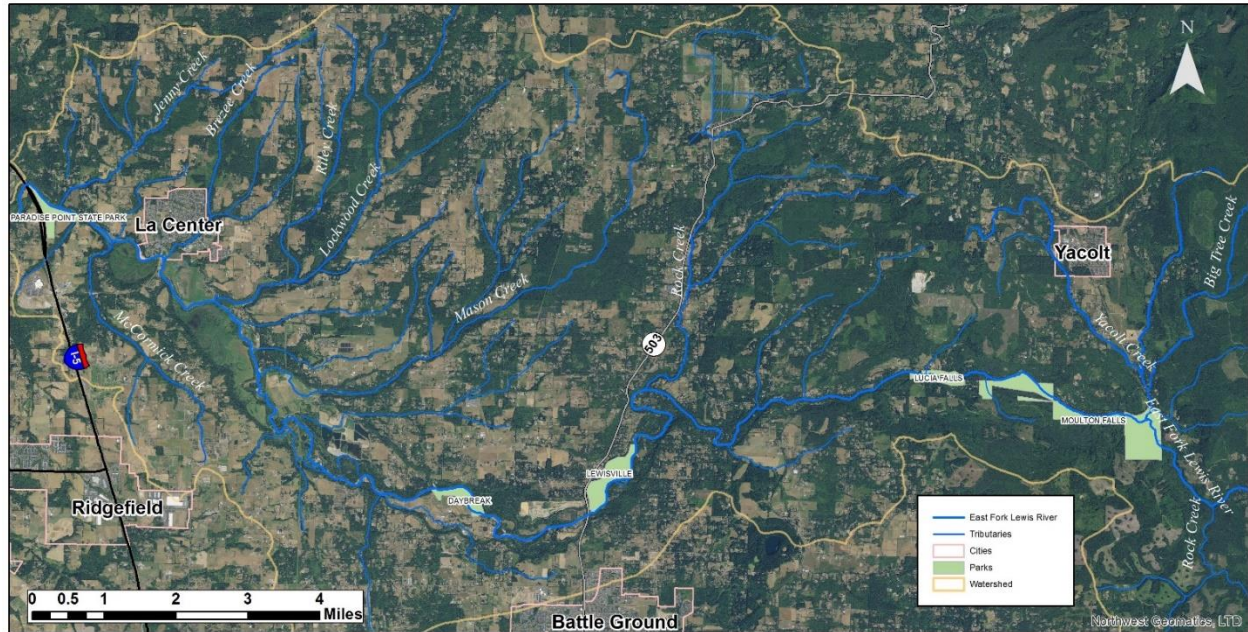 N
Jenny Creek
Brezee Creek
Riley Creek
Lockwood Creek
PARADISE POINT STATE PARK
La Center
Mason Creek
Rock Creek
Yacolt
Big Tree Creek
McCormick Creek
I-5
503
Yacolt Creek
LUCIA FALLS
MOULTON FALLS
East Fork Lewis River
LEWISVILLE
DAYBREAK
Ridgefield
Rock Creek
East Fork Lewis River
Tributaries
Cities
Parks
Watershed
0 0.5 1 2 3 4
Miles
Battle Ground
Northwest Geomatics, LTD